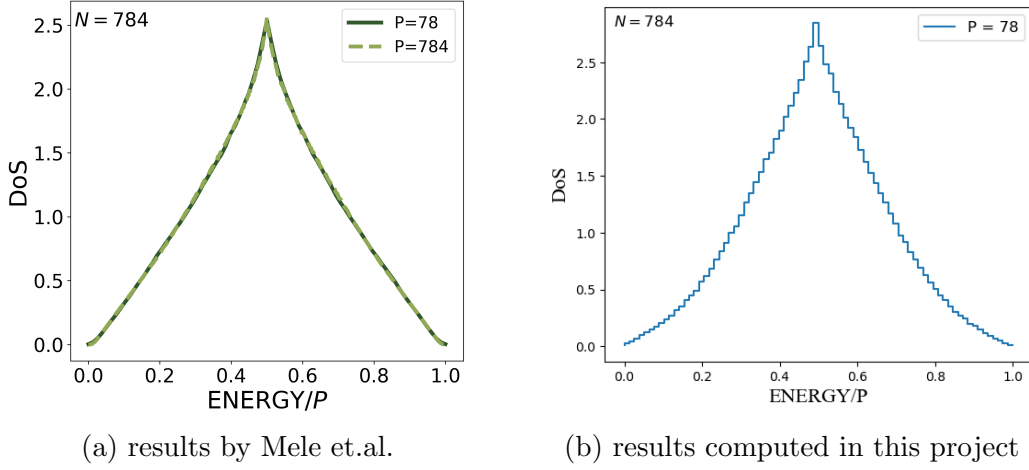 N = 784
P=78
P=784
2.5
2.0
1.5
1.0
0.5
0.0
DoS
0.0 0.2 0.4 0.6 0.8 1.0
ENERGY/P
(a) results by Mele et.al.
N = 784
P = 78
2.5
2.0
1.5
1.0
0.5
0.0
DoS
0.0 0.2 0.4 0.6 0.8 1.0
ENERGY/P
(b) results computed in this project